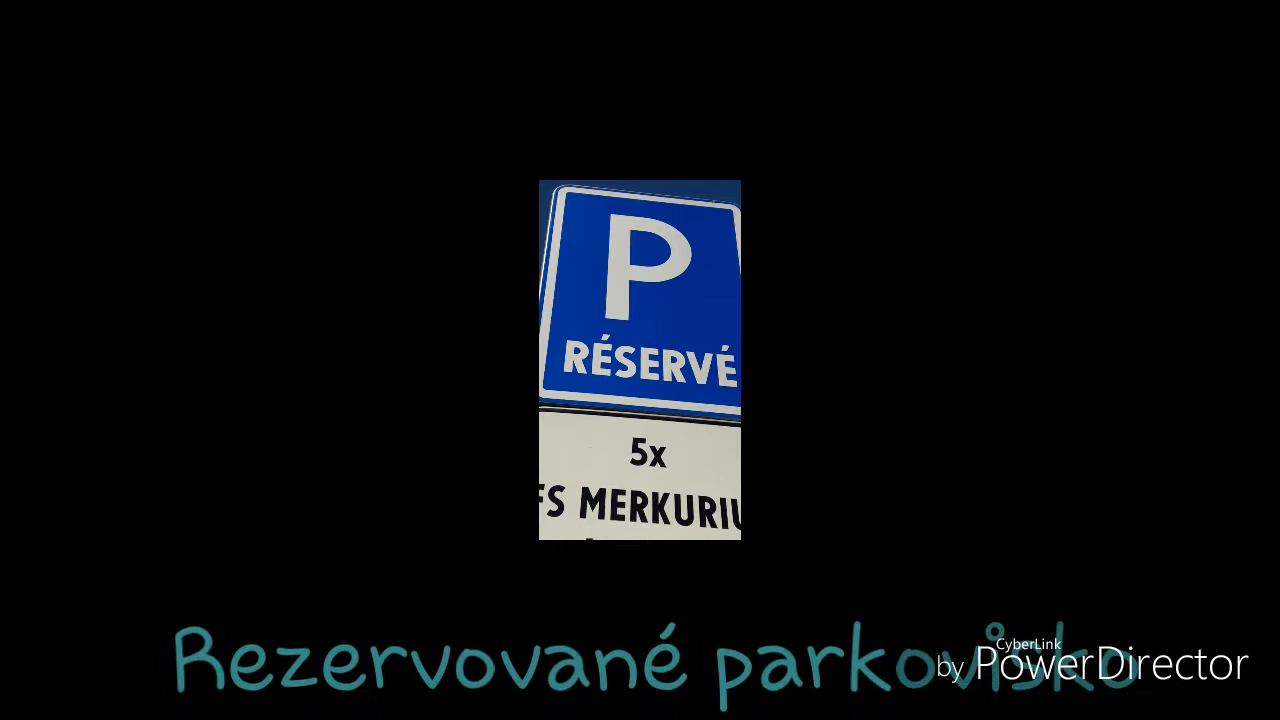 P
RÉSERVÉ
5x
FS MERKURIU
Rezervované parkovisko
CyberLink
by PowerDirector